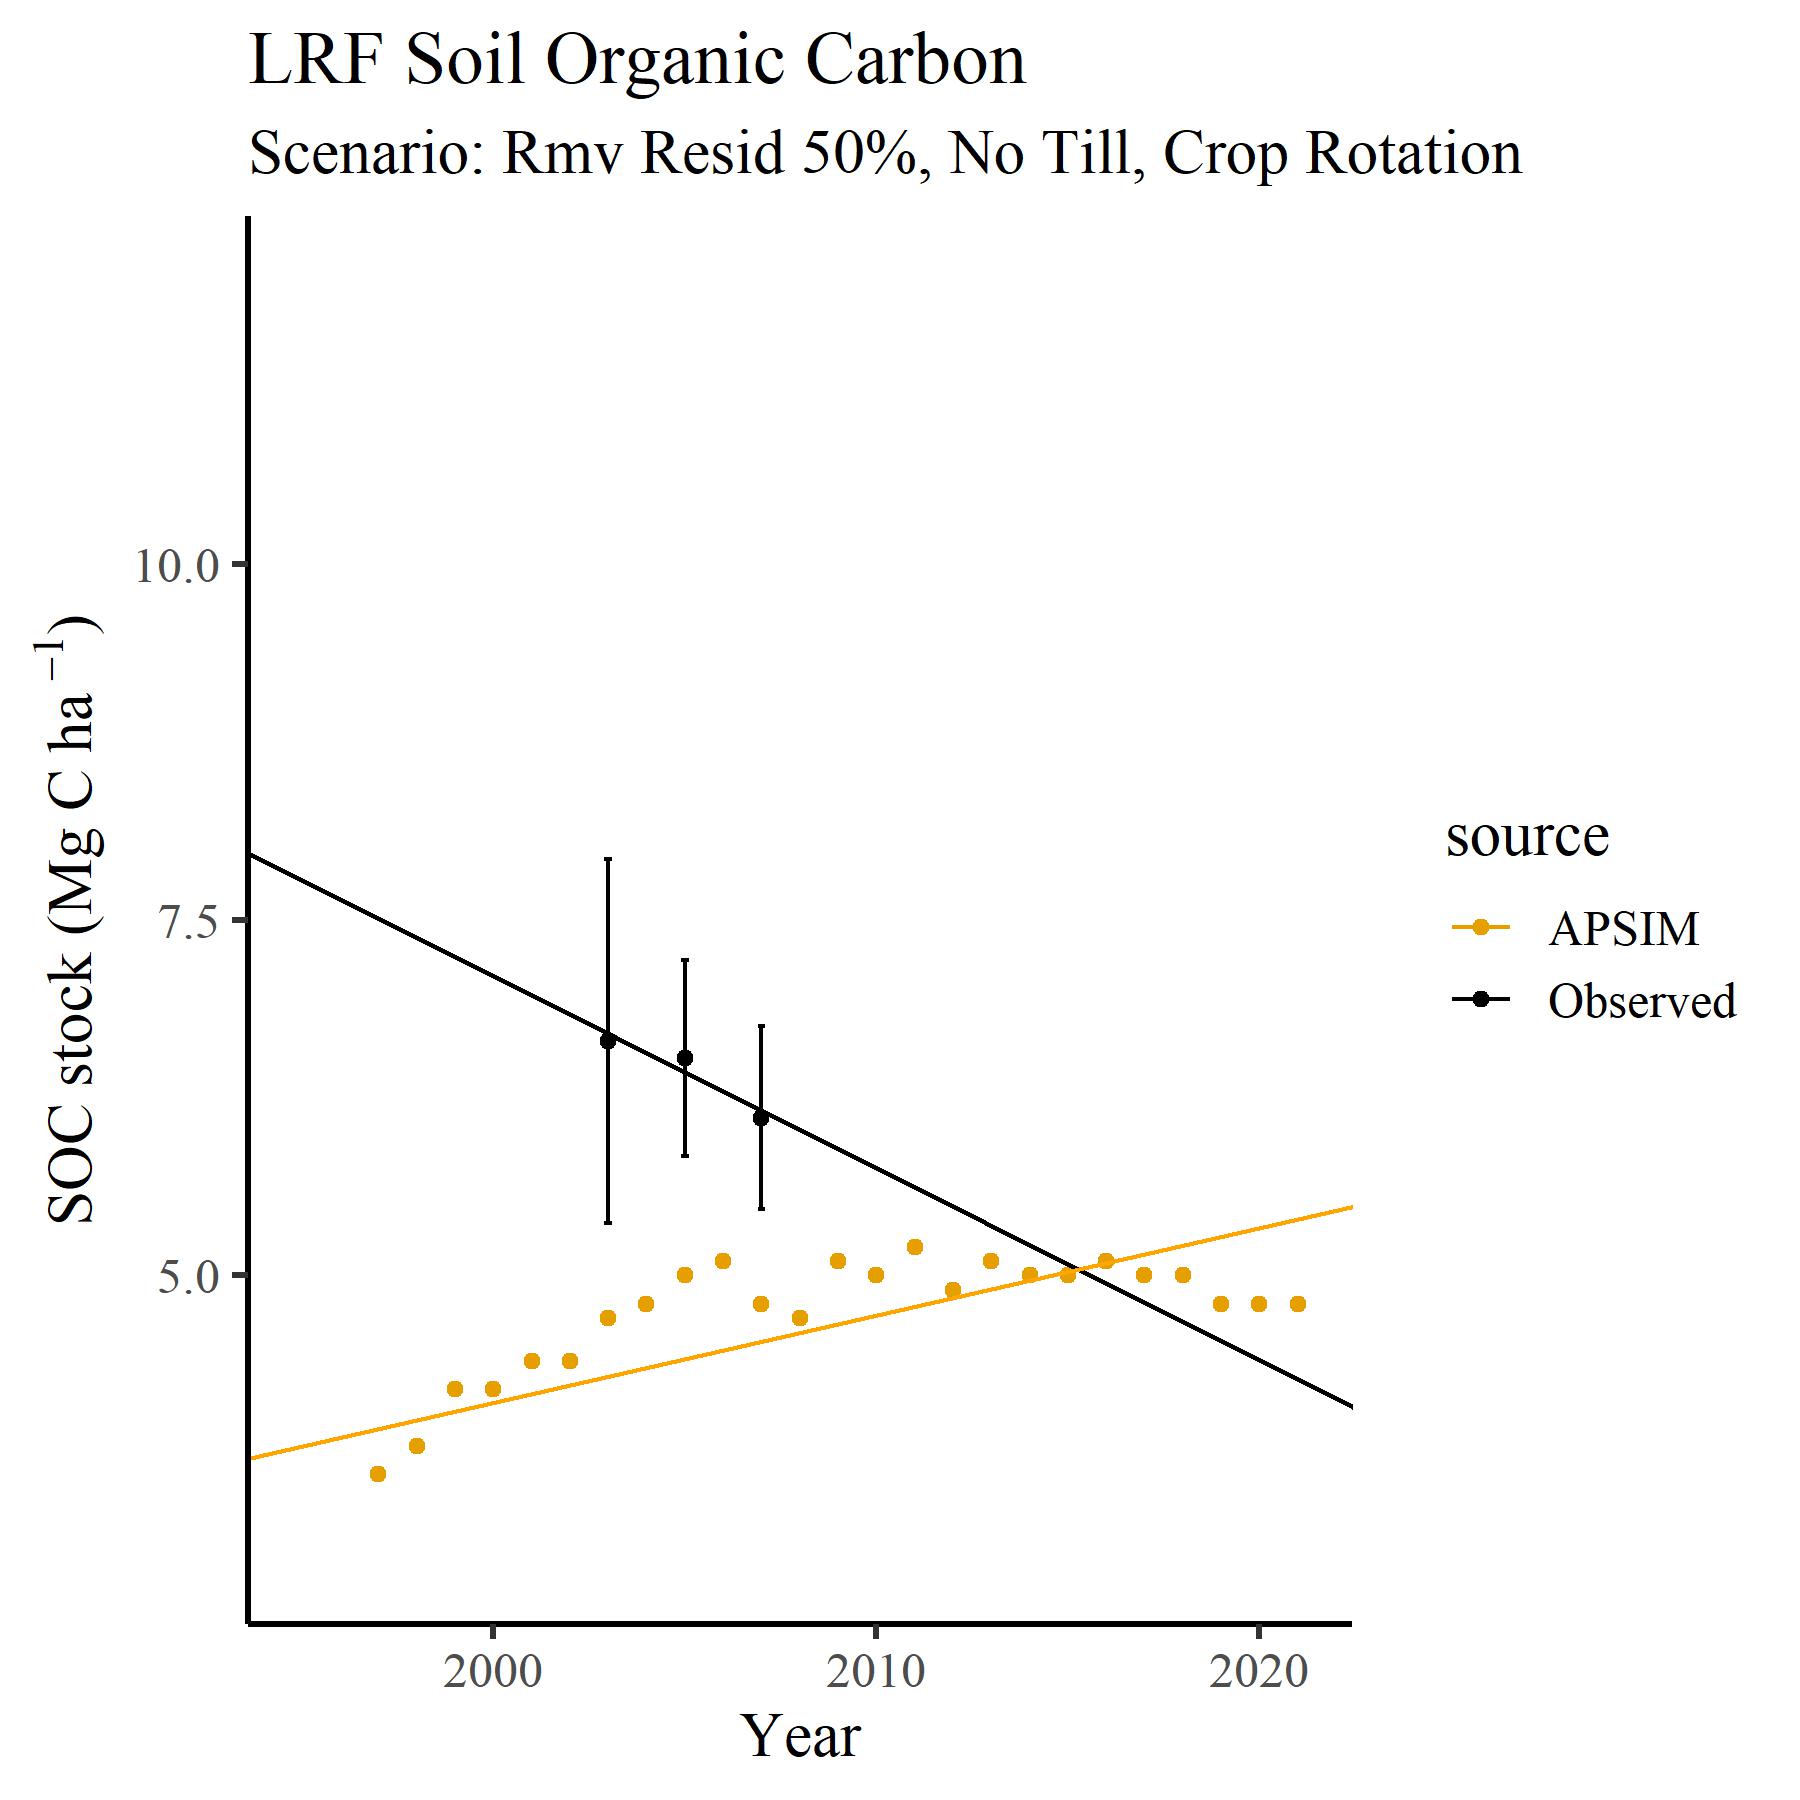 LRF Soil Organic Carbon
Scenario: Rmv Resid 50%, No Till, Crop Rotation
SOC stock (Mg C ha⁻¹)
10.0
7.5
5.0
2000 2010 2020
Year
source
APSIM
Observed